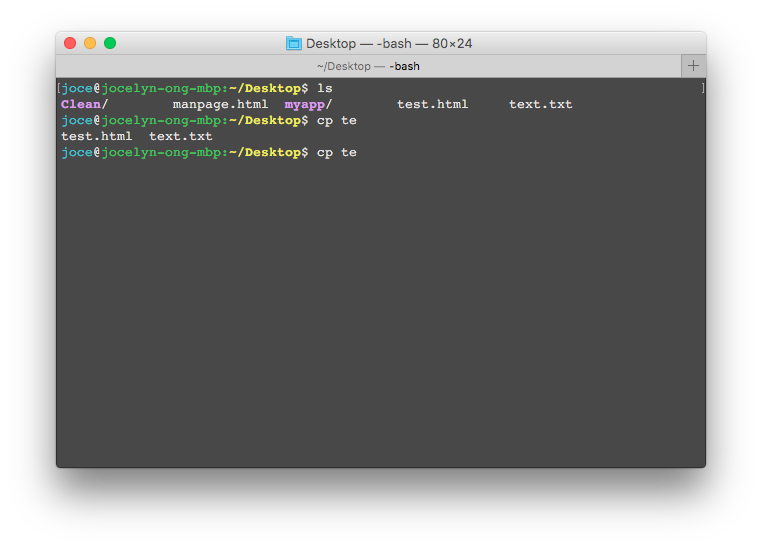 Desktop — -bash — 80×24
~/Desktop — -bash +
[joce@jocelyn-ong-mbp:~/Desktop$ ls ]
Clean/ manpage.html myapp/ test.html text.txt
joce@jocelyn-ong-mbp:~/Desktop$ cp te
test.html text.txt
joce@jocelyn-ong-mbp:~/Desktop$ cp te